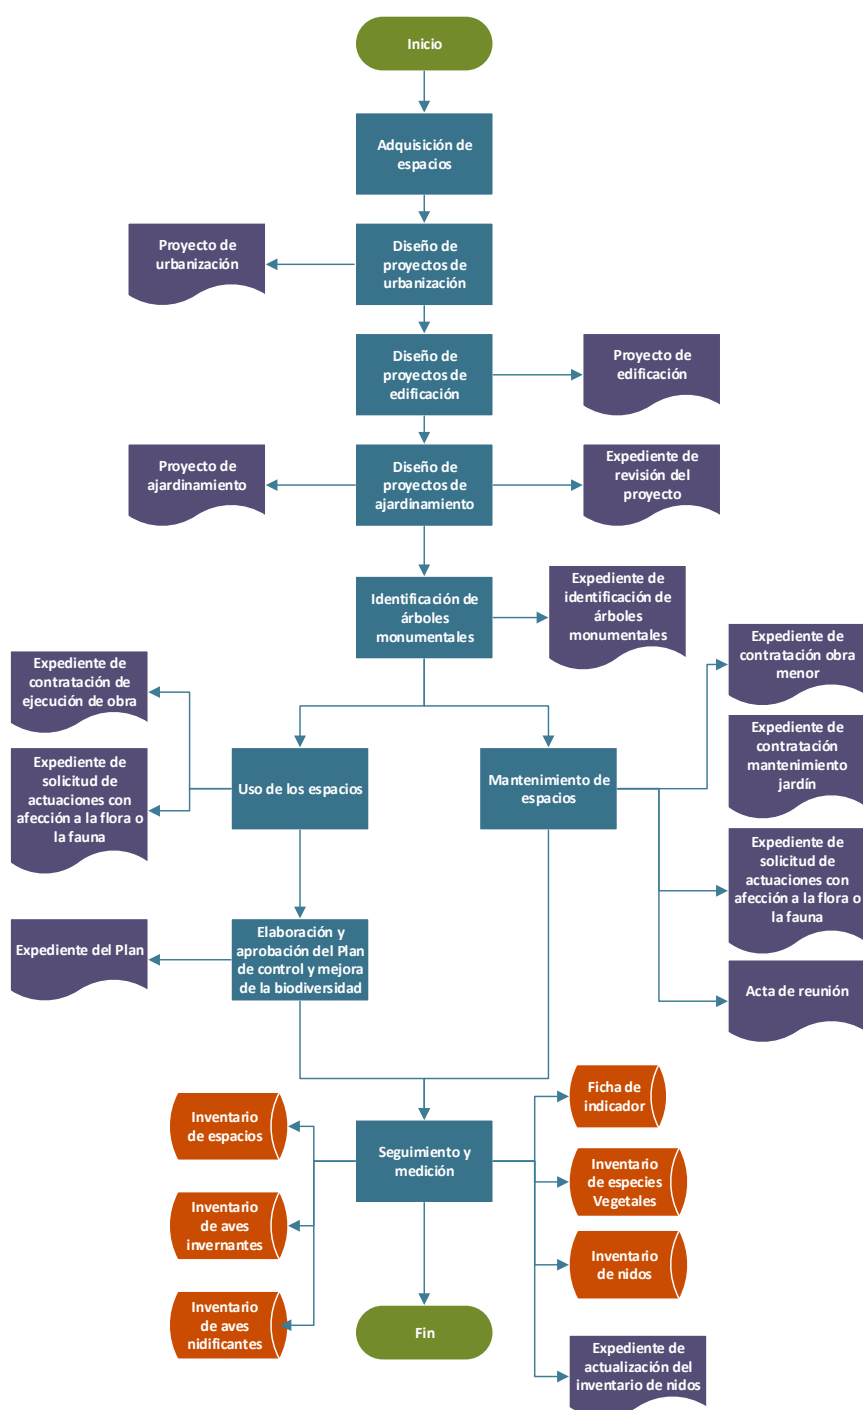 Inicio
Adquisición de
espacios
Proyecto de
urbanización
Diseño de
proyectos de
urbanización
Diseño de
proyectos de
edificación
Proyecto de
edificación
Proyecto de
ajardinamiento
Diseño de
proyectos de
ajardinamiento
Expediente de
revisión del
proyecto
Identificación de
árboles
monumentales
Expediente de
identificación de
árboles
monumentales
Expediente de
contratación obra
menor
Expediente de
contratación de
ejecución de obra
Expediente de
contratación
mantenimiento
jardín
Expediente de
solicitud de
actuaciones con
afección a la flora o
la fauna
Uso de los espacios
Mantenimiento de
espacios
Expediente de
solicitud de
actuaciones con
afección a la flora o
la fauna
Expediente del Plan
Elaboración y
aprobación del Plan
de control y mejora
de la biodiversidad
Acta de reunión
Inventario
de espacios
Seguimiento y
medición
Ficha de
indicador
Inventario
de especies
Vegetales
Inventario
de aves
invernantes
Inventario
de nidos
Inventario
de aves
nidificantes
Fin
Expediente de
actualización del
inventario de nidos